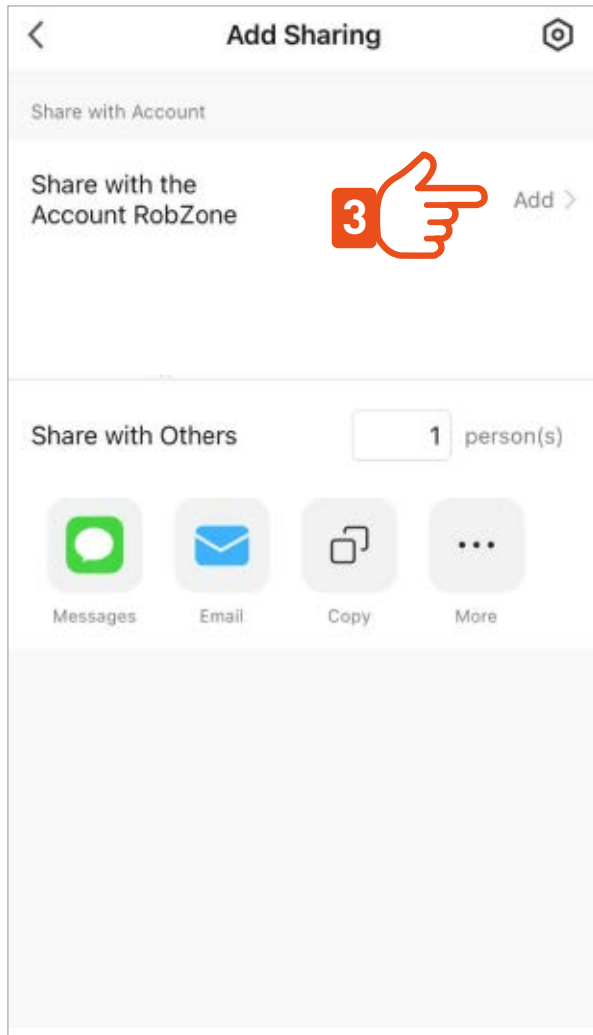 Add Sharing
Share with Account
Share with the
Account RobZone
3
Add
Share with Others
1 person(s)
Messages Email Copy More